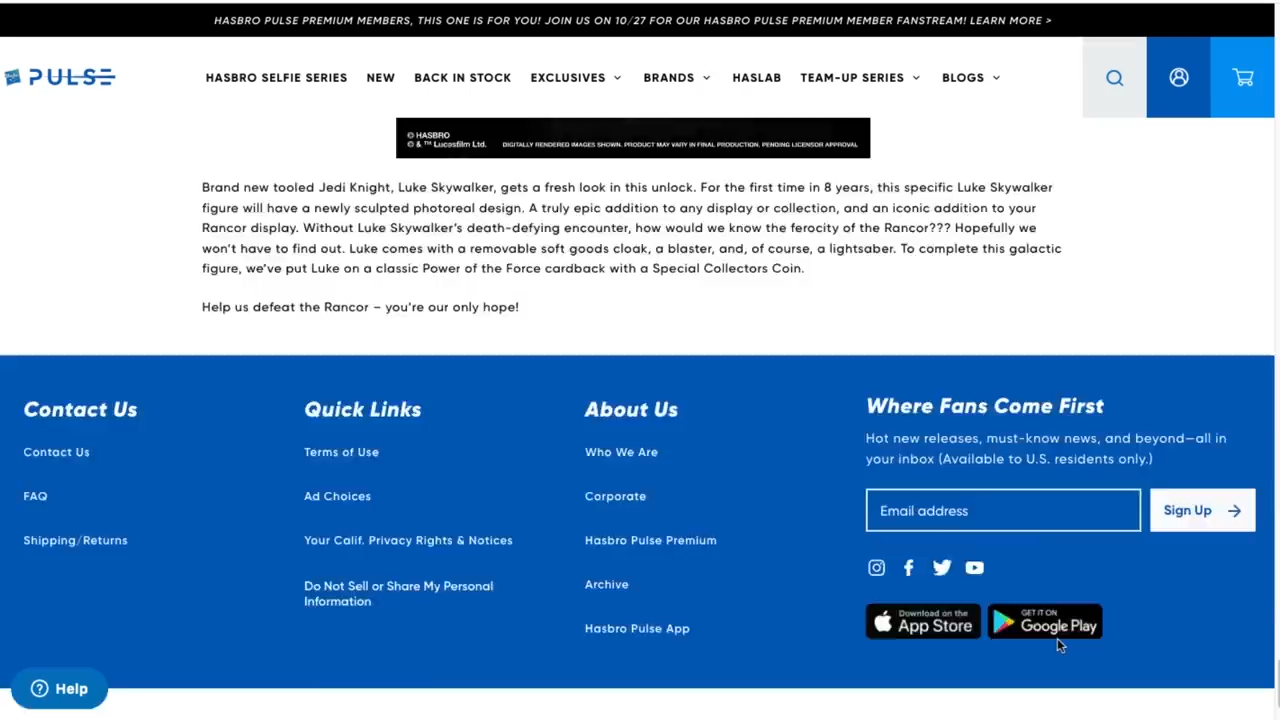 HASBRO PULSE PREMIUM MEMBERS, THIS ONE IS FOR YOU! JOIN US ON 10/27 FOR OUR HASBRO PULSE PREMIUM MEMBER FANSTREAM! LEARN MORE >
PULSE
HASBRO SELFIE SERIES NEW BACK IN STOCK EXCLUSIVES BRANDS HASLAB TEAM-UP SERIES BLOGS
© HASBRO
© & ™ Lucasfilm Ltd. DIGITALLY RENDERED IMAGES SHOWN. PRODUCT MAY VARY IN FINAL PRODUCTION. PENDING LICENSOR APPROVAL
Brand new tooled Jedi Knight, Luke Skywalker, gets a fresh look in this unlock. For the first time in 8 years, this specific Luke Skywalker
figure will have a newly sculpted photoreal design. A truly epic addition to any display or collection, and an iconic addition to your
Rancor display. Without Luke Skywalker's death-defying encounter, how would we know the ferocity of the Rancor??? Hopefully we
won't have to find out. Luke comes with a removable soft goods cloak, a blaster, and, of course, a lightsaber. To complete this galactic
figure, we've put Luke on a classic Power of the Force cardback with a Special Collectors Coin.
Help us defeat the Rancor – you're our only hope!
Contact Us
Contact Us
FAQ
Shipping/Returns
Quick Links
Terms of Use
Ad Choices
Your Calif. Privacy Rights & Notices
Do Not Sell or Share My Personal
Information
About Us
Who We Are
Corporate
Hasbro Pulse Premium
Archive
Hasbro Pulse App
Where Fans Come First
Hot new releases, must-know news, and beyond—all in
your inbox (Available to U.S. residents only.)
Email address
Sign Up
Download on the
App Store
GET IT ON
Google Play
Help